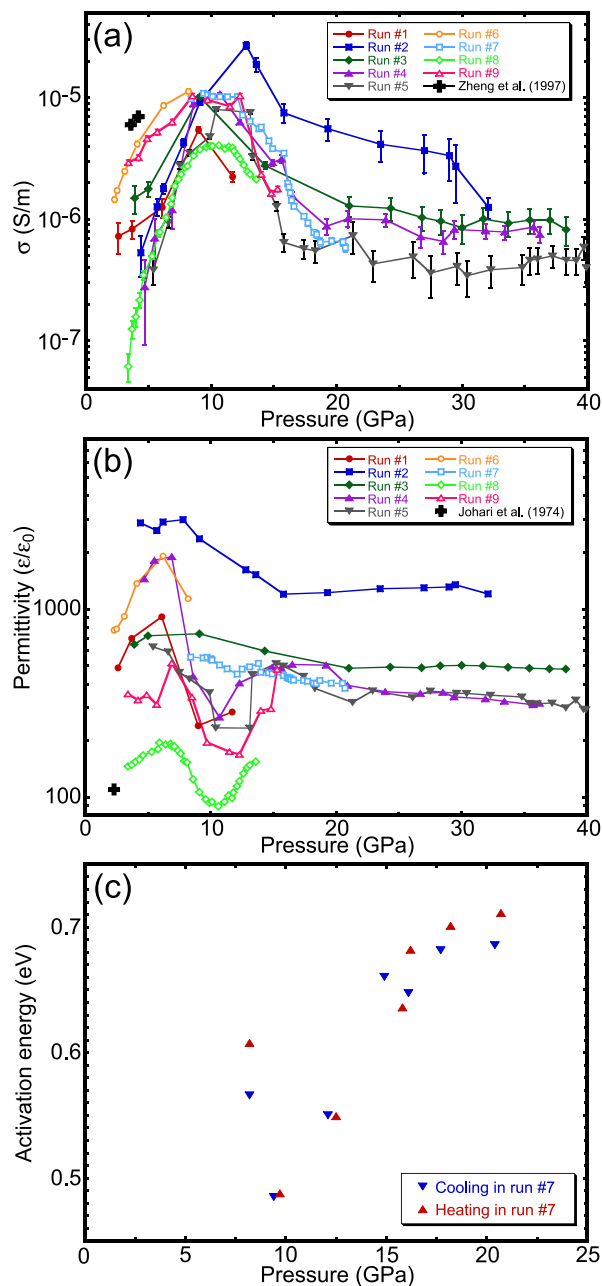 (a)
Run #1
Run #2
Run #3
Run #4
Run #5
Run #6
Run #7
Run #8
Run #9
Zheng et al. (1997)
σ (S/m)
10⁻⁵
10⁻⁶
10⁻⁷
0 10 20 30 40
Pressure (GPa)
(b)
Run #1
Run #2
Run #3
Run #4
Run #5
Run #6
Run #7
Run #8
Run #9
Johari et al. (1974)
Permittivity (ε/ε₀)
1000
100
0 10 20 30 40
Pressure (GPa)
(c)
Activation energy (eV)
0.7
0.6
0.5
Cooling in run #7
Heating in run #7
0 5 10 15 20 25
Pressure (GPa)